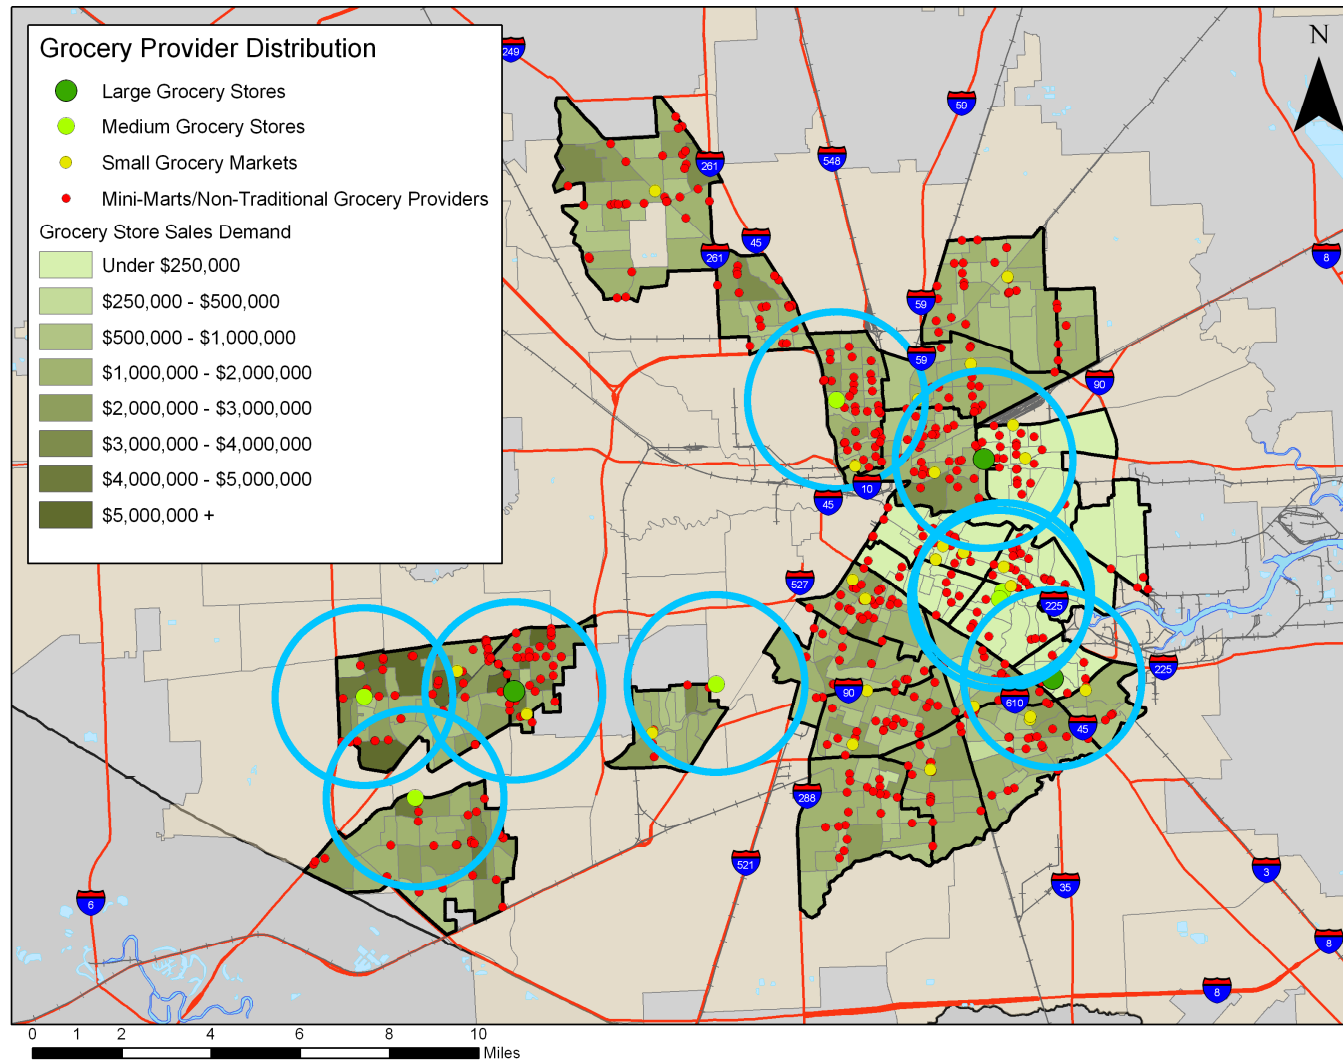 Grocery Provider Distribution
Large Grocery Stores
Medium Grocery Stores
Small Grocery Markets
Mini-Marts/Non-Traditional Grocery Providers
Grocery Store Sales Demand
Under $250,000
$250,000 - $500,000
$500,000 - $1,000,000
$1,000,000 - $2,000,000
$2,000,000 - $3,000,000
$3,000,000 - $4,000,000
$4,000,000 - $5,000,000
$5,000,000 +
N
249
50
261
548
45
261
8
59
59
90
10
45
527
225
225
90
610
45
288
521
35
3
6
8
8
0 1 2 4 6 8 10
Miles